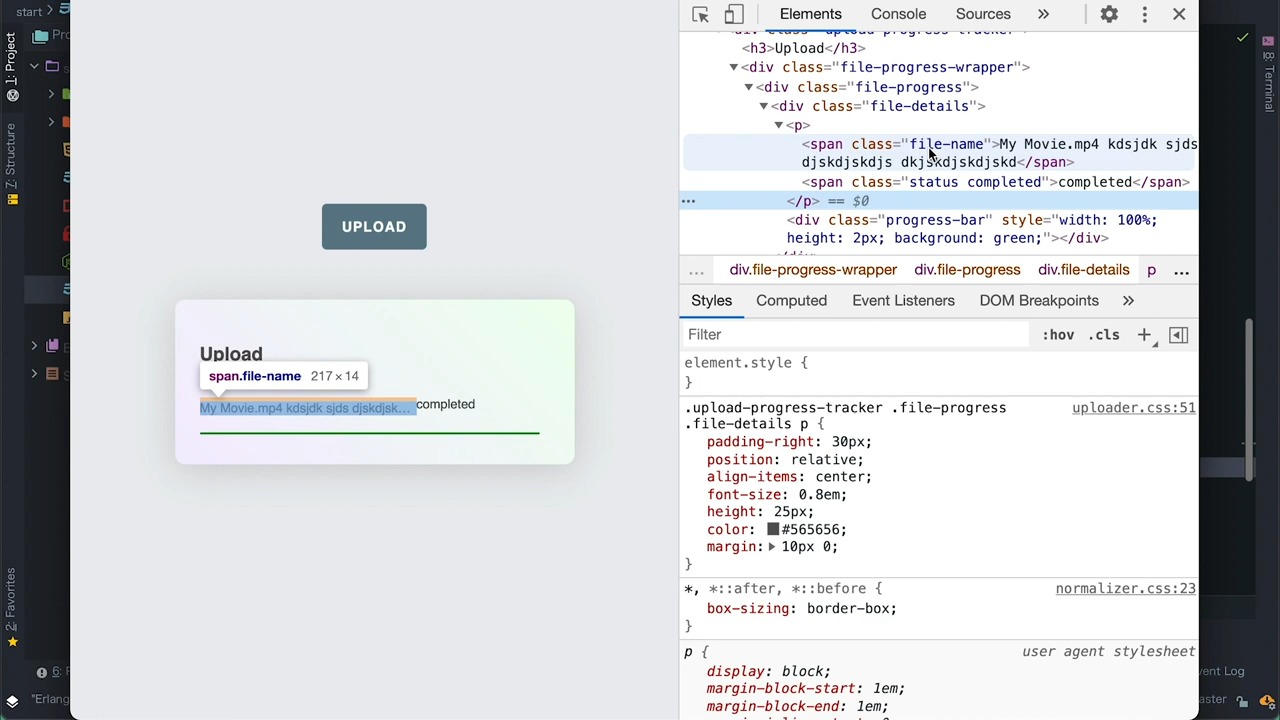 start
1: Project
7: Structure
2: Favorites
UPLOAD
Upload
span.file-name 217 × 14
My Movie.mp4 kdsjdk sjds djskdjsk...
completed
Elements
Console
Sources
<h3>Upload</h3>
<div class="file-progress-wrapper">
<div class="file-progress">
<div class="file-details">
<p>
<span class="file-name">My Movie.mp4 kdsjdk sjds
djskdjskdjs dkjskdjskdjskd</span>
<span class="status completed">completed</span>
</p> == $0
<div class="progress-bar" style="width: 100%;
height: 2px; background: green;"></div>
... div.file-progress-wrapper div.file-progress div.file-details p ...
Styles
Computed
Event Listeners
DOM Breakpoints
Filter
:hov .cls
element.style {
}
.upload-progress-tracker .file-progress
.file-details p {
uploader.css:51
padding-right: 30px;
position: relative;
align-items: center;
font-size: 0.8em;
height: 25px;
color: #565656;
margin: 10px 0;
}
*, *::after, *::before {
normalizer.css:23
box-sizing: border-box;
}
p {
user agent stylesheet
display: block;
margin-block-start: 1em;
margin-block-end: 1em;
Terminal
vent Log
aster
6:
"Erlang